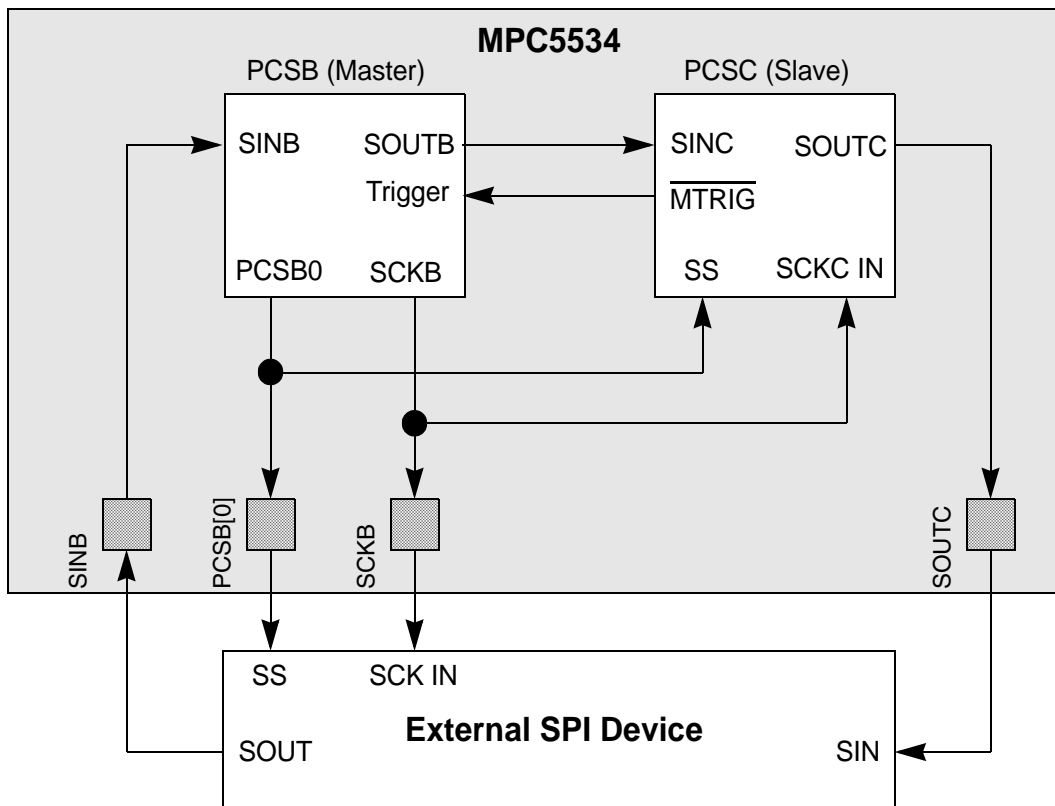 MPC5534
PCSB (Master)
PCSC (Slave)
SINB
SOUTB
SINC
SOUTC
Trigger
MTRIG
PCSB0
SCKB
SS
SCKC IN
SINB
PCSB[0]
SCKB
SOUTC
SS
SCK IN
External SPI Device
SOUT
SIN